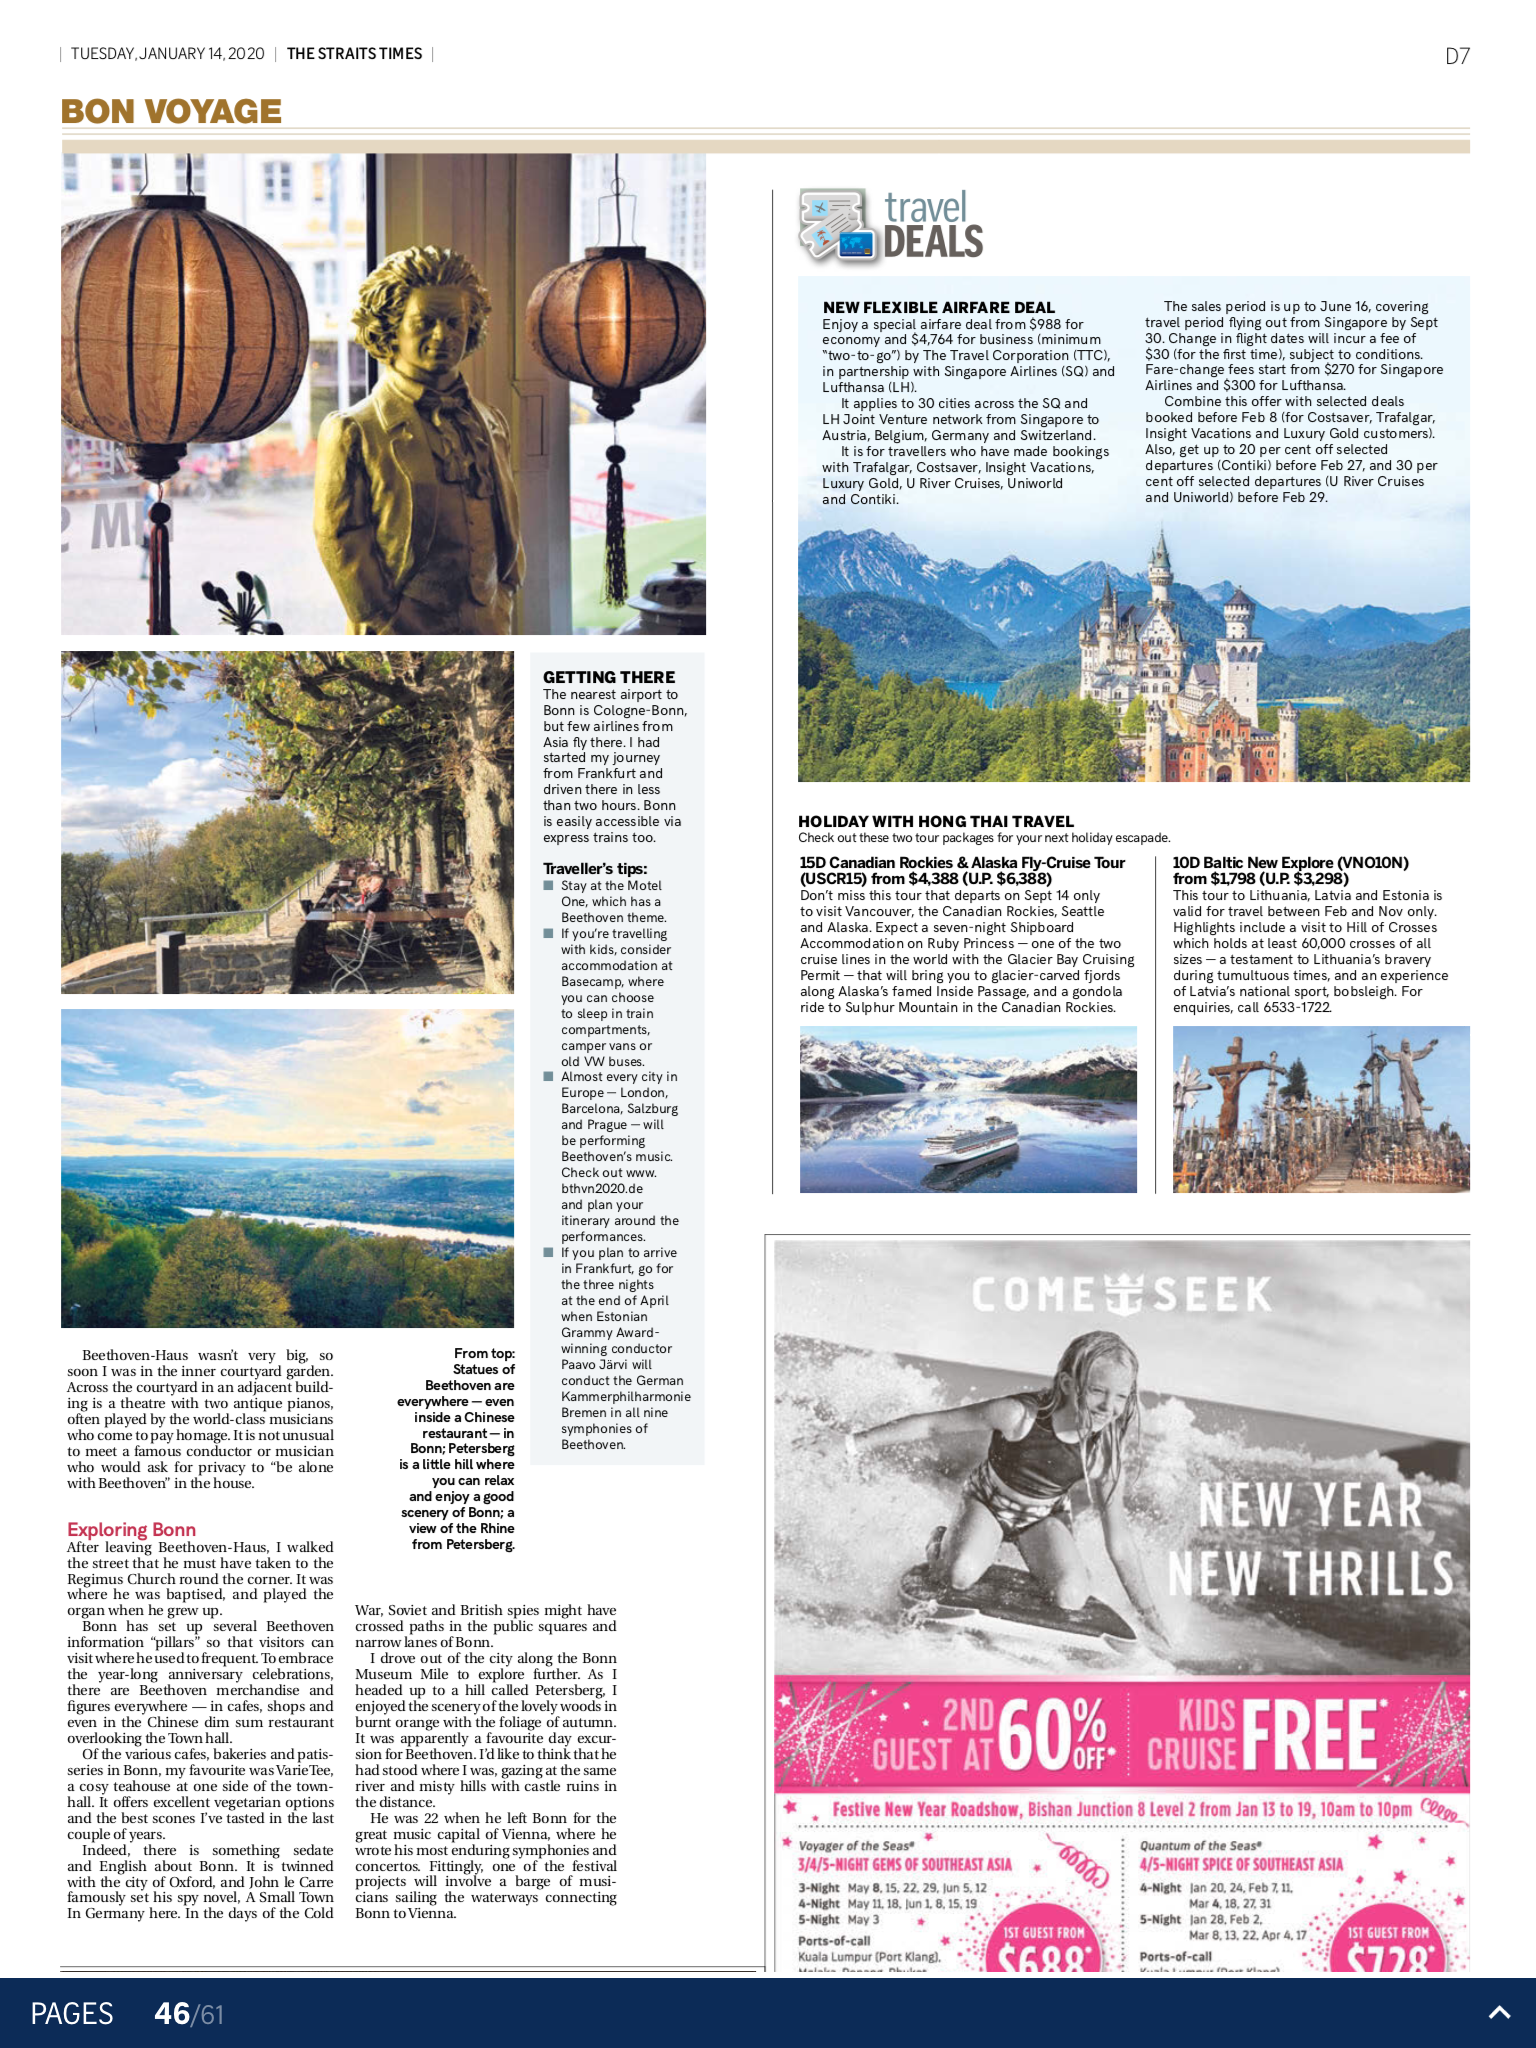 TUESDAY, JANUARY 14, 2020 | THE STRAITS TIMES |
D7
BON VOYAGE
GETTING THERE
The nearest airport to
Bonn is Cologne-Bonn,
but few airlines from
Asia fly there. I had
started my journey
from Frankfurt and
driven there in less
than two hours. Bonn
is easily accessible via
express trains too.
Traveller's tips:
Stay at the Motel
One, which has a
Beethoven theme.
If you're travelling
with kids, consider
accommodation at
Basecamp, where
you can choose
to sleep in train
compartments,
camper vans or
old VW buses.
Almost every city in
Europe — London,
Barcelona, Salzburg
and Prague — will
be performing
Beethoven's music.
Check out www.
bthvn2020.de
and plan your
itinerary around the
performances.
If you plan to arrive
in Frankfurt, go for
the three nights
at the end of April
when Estonian
Grammy Award-
winning conductor
Paavo Järvi will
conduct the German
Kammerphilharmonie
Bremen in all nine
symphonies of
Beethoven.
Beethoven-Haus wasn't very big, so
soon I was in the inner courtyard garden.
Across the courtyard in an adjacent build-
ing is a theatre with two antique pianos,
often played by the world-class musicians
who come to pay homage. It is not unusual
to meet a famous conductor or musician
who would ask for privacy to "be alone
with Beethoven" in the house.
Exploring Bonn
After leaving Beethoven-Haus, I walked
the street that he must have taken to the
Regimus Church round the corner. It was
where he was baptised, and played the
organ when he grew up.
Bonn has set up several Beethoven
information "pillars" so that visitors can
visit where he used to frequent. To embrace
the year-long anniversary celebrations,
there are Beethoven merchandise and
figures everywhere — in cafes, shops and
even in the Chinese dim sum restaurant
overlooking the Town hall.
Of the various cafes, bakeries and patis-
series in Bonn, my favourite was VarieTee,
a cosy teahouse at one side of the town-
hall. It offers excellent vegetarian options
and the best scones I've tasted in the last
couple of years.
Indeed, there is something sedate
and English about Bonn. It is twinned
with the city of Oxford, and John le Carre
famously set his spy novel, A Small Town
In Germany here. In the days of the Cold
From top:
Statues of
Beethoven are
everywhere — even
inside a Chinese
restaurant — in
Bonn; Petersberg
is a little hill where
you can relax
and enjoy a good
scenery of Bonn; a
view of the Rhine
from Petersberg.
War, Soviet and British spies might have
crossed paths in the public squares and
narrow lanes of Bonn.
I drove out of the city along the Bonn
Museum Mile to explore further. As I
headed up to a hill called Petersberg, I
enjoyed the scenery of the lovely woods in
burnt orange with the foliage of autumn.
It was apparently a favourite day excur-
sion for Beethoven. I'd like to think that he
had stood where I was, gazing at the same
river and misty hills with castle ruins in
the distance.
He was 22 when he left Bonn for the
great music capital of Vienna, where he
wrote his most enduring symphonies and
concertos. Fittingly, one of the festival
projects will involve a barge of musi-
cians sailing the waterways connecting
Bonn to Vienna.
travel
DEALS
NEW FLEXIBLE AIRFARE DEAL
Enjoy a special airfare deal from $988 for
economy and $4,764 for business (minimum
"two-to-go") by The Travel Corporation (TTC),
in partnership with Singapore Airlines (SQ) and
Lufthansa (LH).
It applies to 30 cities across the SQ and
LH Joint Venture network from Singapore to
Austria, Belgium, Germany and Switzerland.
It is for travellers who have made bookings
with Trafalgar, Costsaver, Insight Vacations,
Luxury Gold, U River Cruises, Uniworld
and Contiki.
The sales period is up to June 16, covering
travel period flying out from Singapore by Sept
30. Change in flight dates will incur a fee of
$30 (for the first time), subject to conditions.
Fare-change fees start from $270 for Singapore
Airlines and $300 for Lufthansa.
Combine this offer with selected deals
booked before Feb 8 (for Costsaver, Trafalgar,
Insight Vacations and Luxury Gold customers).
Also, get up to 20 per cent off selected
departures (Contiki) before Feb 27, and 30 per
cent off selected departures (U River Cruises
and Uniworld) before Feb 29.
HOLIDAY WITH HONG THAI TRAVEL
Check out these two tour packages for your next holiday escapade.
15D Canadian Rockies & Alaska Fly-Cruise Tour
(USCR15) from $4,388 (U.P. $6,388)
Don't miss this tour that departs on Sept 14 only
to visit Vancouver, the Canadian Rockies, Seattle
and Alaska. Expect a seven-night Shipboard
Accommodation on Ruby Princess — one of the two
cruise lines in the world with the Glacier Bay Cruising
Permit — that will bring you to glacier-carved fjords
along Alaska's famed Inside Passage, and a gondola
ride to Sulphur Mountain in the Canadian Rockies.
10D Baltic New Explore (VNO10N)
from $1,798 (U.P. $3,298)
This tour to Lithuania, Latvia and Estonia is
valid for travel between Feb and Nov only.
Highlights include a visit to Hill of Crosses
which holds at least 60,000 crosses of all
sizes — a testament to Lithuania's bravery
during tumultuous times, and an experience
of Latvia's national sport, bobsleigh. For
enquiries, call 6533-1722.
COME SEEK
NEW YEAR
NEW THRILLS
2ND GUEST AT 60% OFF*
KIDS CRUISE FREE*
Festive New Year Roadshow, Bishan Junction 8 Level 2 from Jan 13 to 19, 10am to 10pm
Voyager of the Seas®
3/4/5-NIGHT GEMS OF SOUTHEAST ASIA
3-Night May 8, 15, 22, 29, Jun 5, 12
4-Night May 11, 18, Jun 1, 8, 15, 19
5-Night May 3
Ports-of-call
Kuala Lumpur (Port Klang),
Melaka, Penang, Phuket
1ST GUEST FROM
$688*
Quantum of the Seas®
4/5-NIGHT SPICE OF SOUTHEAST ASIA
4-Night Jan 20, 24, Feb 7, 11,
Mar 4, 18, 27, 31
5-Night Jan 28, Feb 2,
Mar 8, 13, 22, Apr 4, 17
Ports-of-call
Kuala Lumpur (Port Klang)
1ST GUEST FROM
$728*
PAGES 46/61